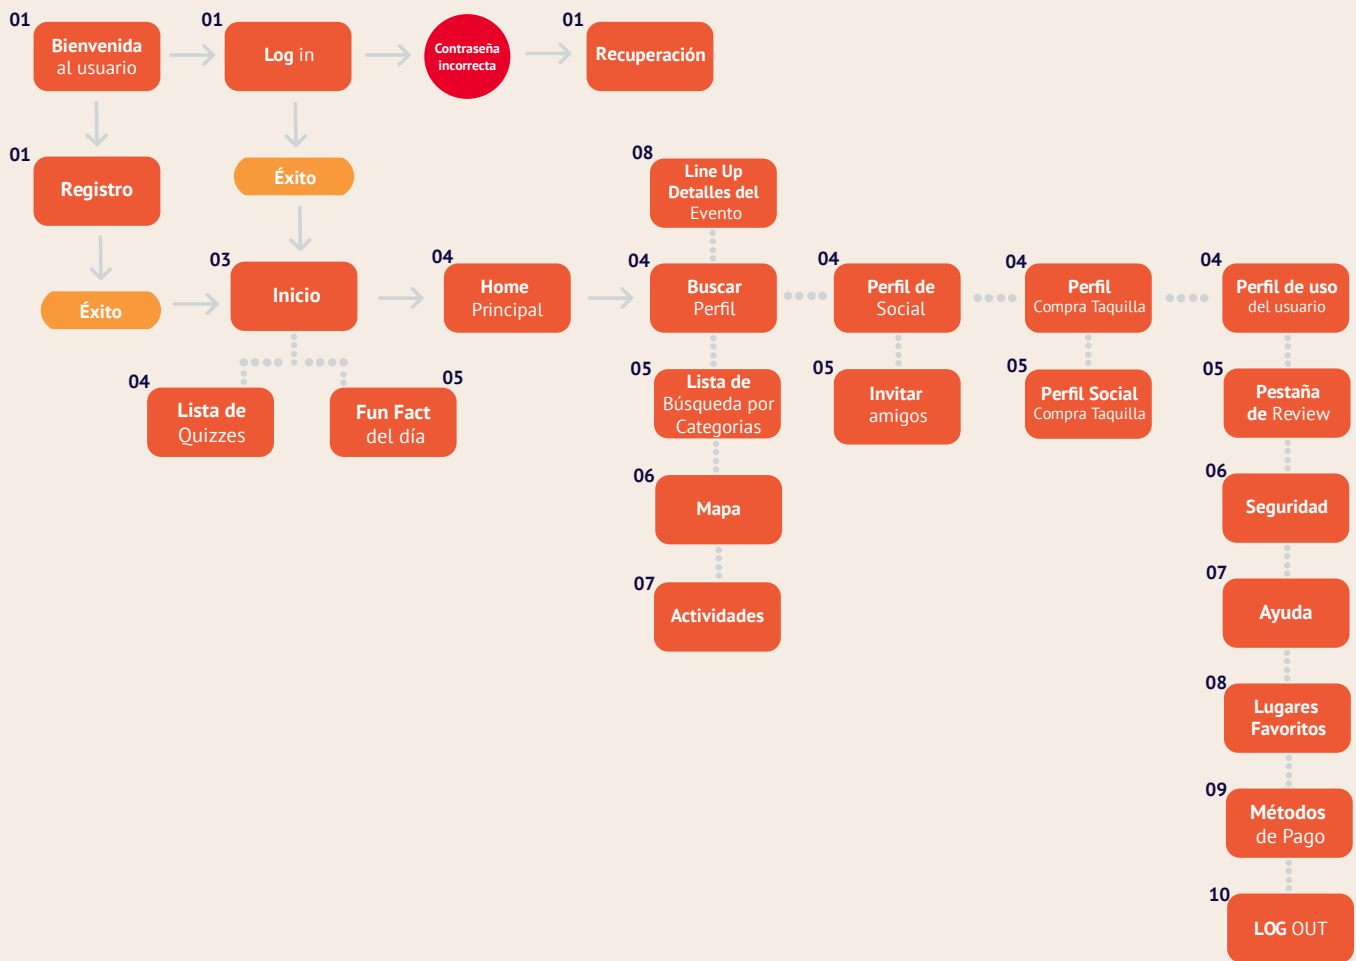 01
Bienvenida
al usuario
01
Log in
Contraseña
incorrecta
01
Recuperación
01
Registro
Éxito
08
Line Up
Detalles del
Evento
Éxito
03
Inicio
04
Home
Principal
04
Buscar
Perfil
04
Perfil de
Social
04
Perfil
Compra Taquilla
04
Perfil de uso
del usuario
04
Lista de
Quizzes
05
Fun Fact
del día
05
Lista de
Búsqueda por
Categorias
05
Invitar
amigos
05
Perfil Social
Compra Taquilla
05
Pestaña
de Review
06
Mapa
06
Seguridad
07
Actividades
07
Ayuda
08
Lugares
Favoritos
09
Métodos
de Pago
10
LOG OUT